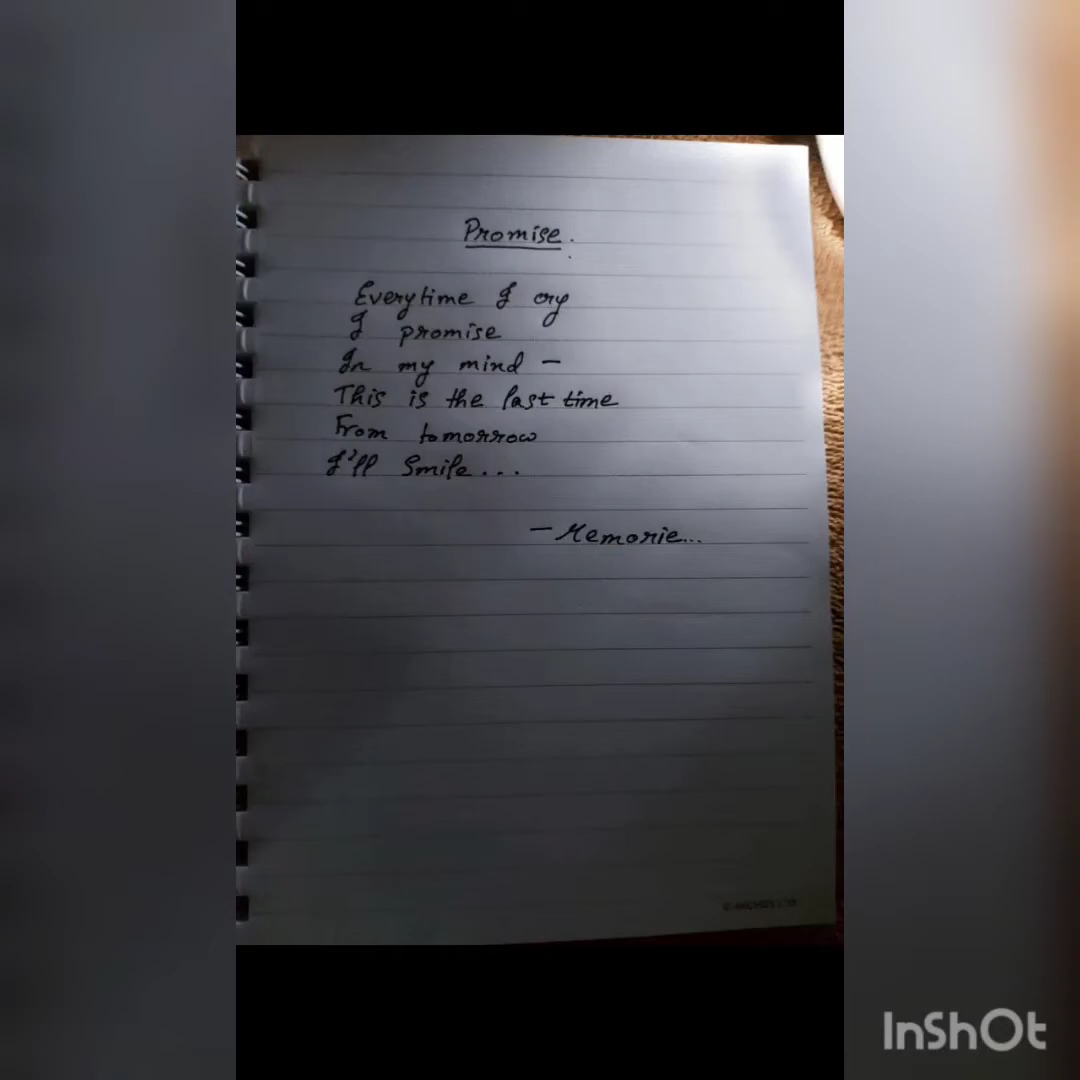 Promise.
Everytime I cry
I promise
In my mind —
This is the last time
From tomorrow
I'll Smile...
— Memorie...
InShOt